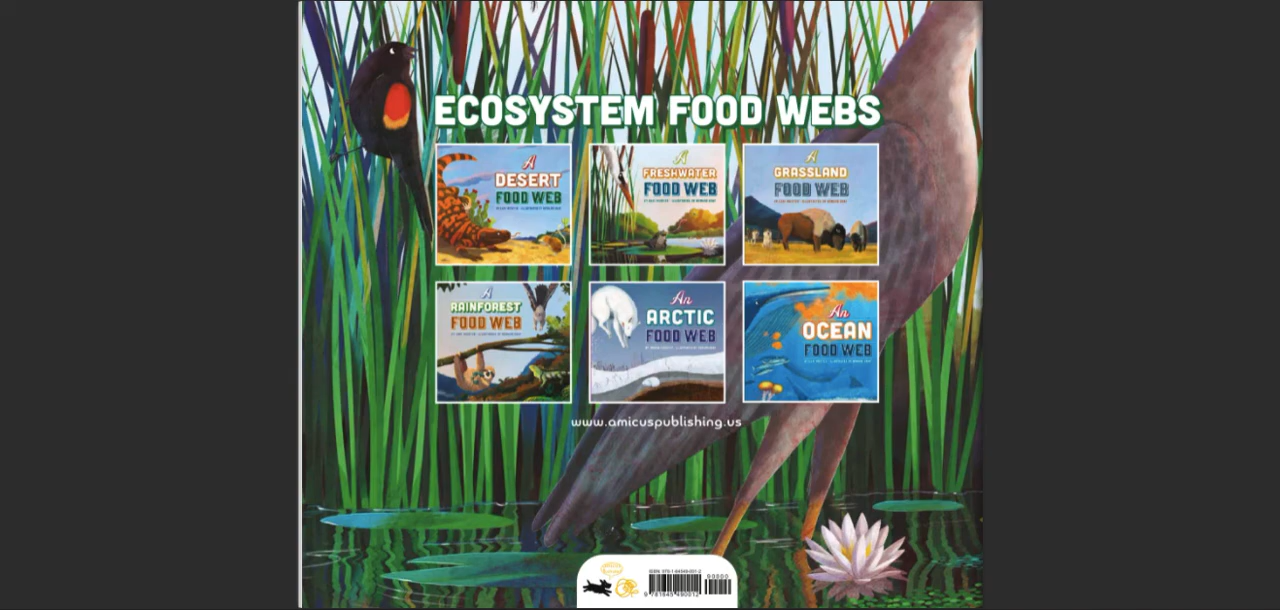 ECOSYSTEM FOOD WEBS
A
DESERT
FOOD WEB
A
FRESHWATER
FOOD WEB
A
GRASSLAND
FOOD WEB
A
RAINFOREST
FOOD WEB
An
ARCTIC
FOOD WEB
An
OCEAN
FOOD WEB
www.amicuspublishing.us
00000